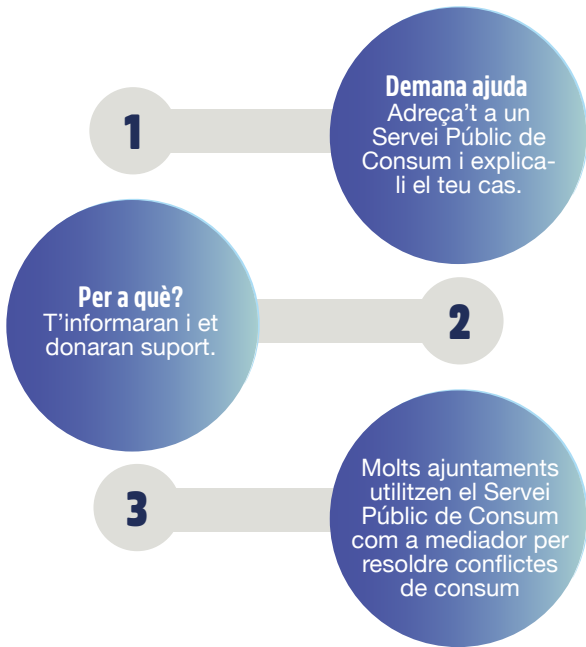 1
Demana ajuda
Adreça't a un
Servei Públic de
Consum i explica-
li el teu cas.
Per a què?
T'informaran i et
donaran suport.
2
3
Molts ajuntaments
utilitzen el Servei
Públic de Consum
com a mediador per
resoldre conflictes
de consum